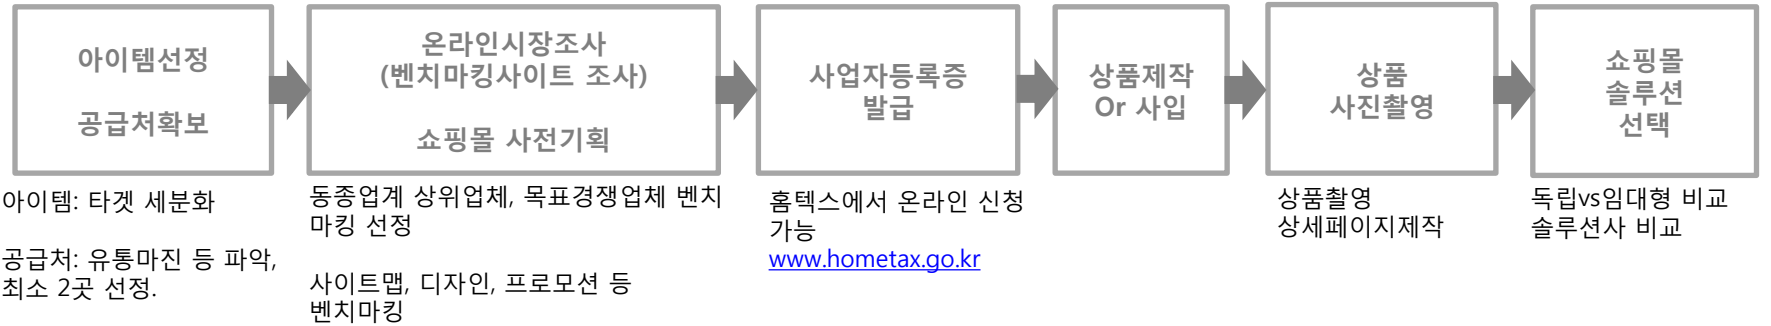 아이템선정
공급처확보
온라인시장조사
(벤치마킹사이트 조사)
쇼핑몰 사전기획
사업자등록증
발급
상품제작
Or 사입
상품
사진촬영
쇼핑몰
솔루션
선택
아이템: 타겟 세분화
공급처: 유통마진 등 파악,
최소 2곳 선정.
동종업계 상위업체, 목표경쟁업체 벤치
마킹 선정
사이트맵, 디자인, 프로모션 등
벤치마킹
홈텍스에서 온라인 신청
가능
www.hometax.go.kr
상품촬영
상세페이지제작
독립vs임대형 비교
솔루션사 비교